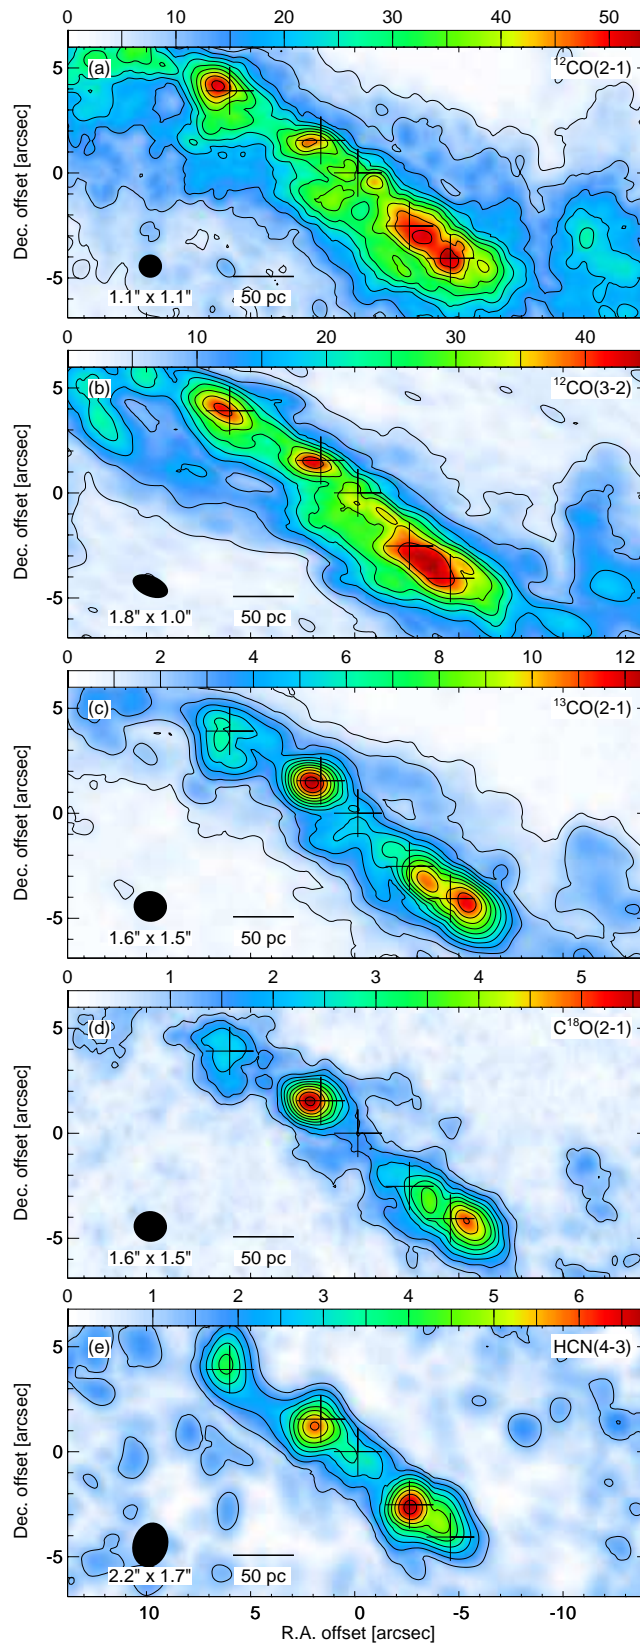 0 10 20 30 40 50
(a) ¹²CO(2-1)
5
0
-5
Dec. offset [arcsec]
1.1" x 1.1" 50 pc
0 10 20 30 40
(b) ¹²CO(3-2)
5
0
-5
Dec. offset [arcsec]
1.8" x 1.0" 50 pc
0 2 4 6 8 10 12
(c) ¹³CO(2-1)
5
0
-5
Dec. offset [arcsec]
1.6" x 1.5" 50 pc
0 1 2 3 4 5
(d) C¹⁸O(2-1)
5
0
-5
Dec. offset [arcsec]
1.6" x 1.5" 50 pc
0 1 2 3 4 5 6
(e) HCN(4-3)
5
0
-5
Dec. offset [arcsec]
2.2" x 1.7" 50 pc
10 5 0 -5 -10
R.A. offset [arcsec]